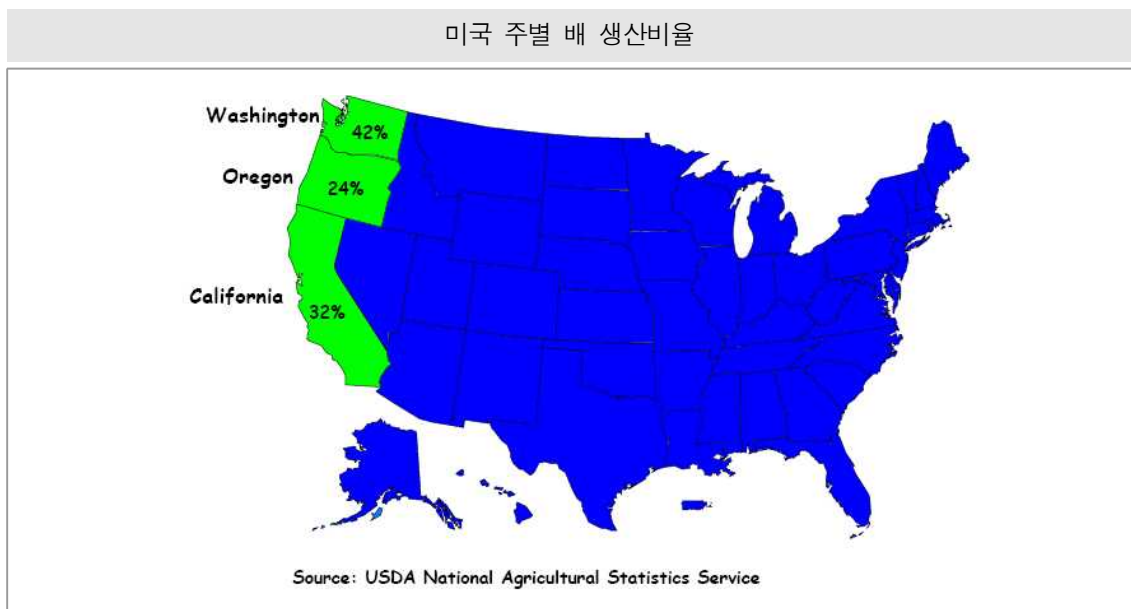 미국 주별 배 생산비율
Washington
42%
Oregon
24%
California
32%
Source: USDA National Agricultural Statistics Service